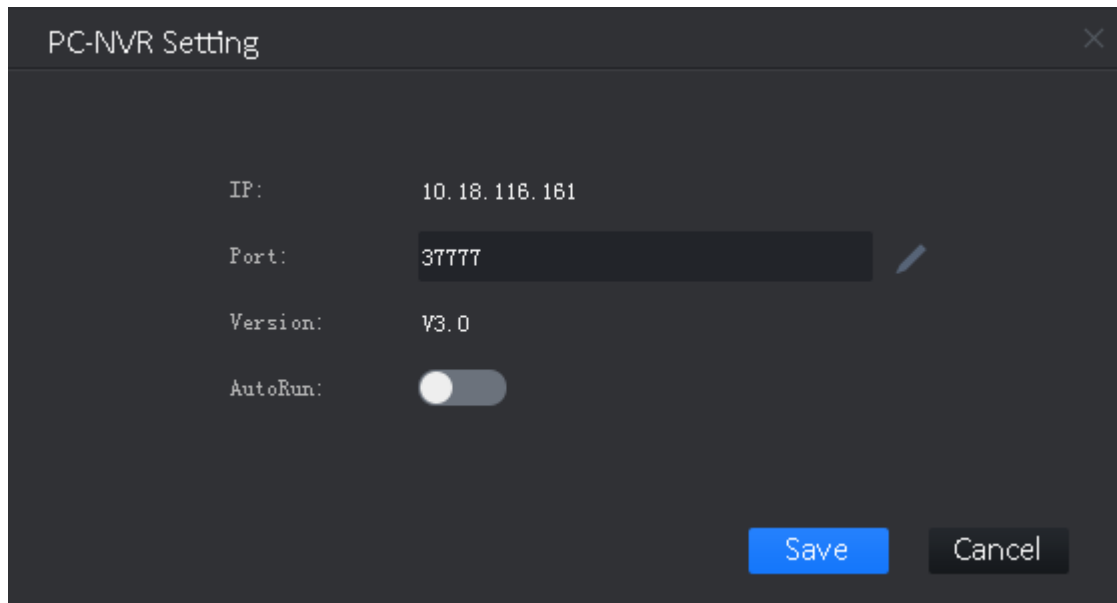 PC-NVR Setting
IP: 10.18.116.161
Port: 37777
Version: V3.0
AutoRun:
Save Cancel